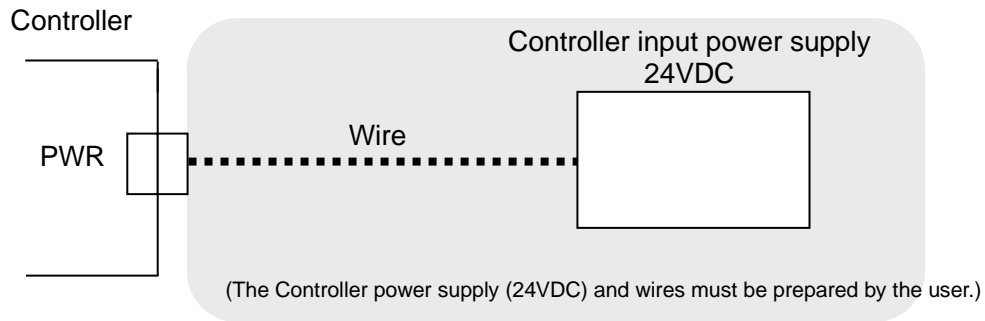 Controller
Controller input power supply
24VDC
Wire
PWR
(The Controller power supply (24VDC) and wires must be prepared by the user.)